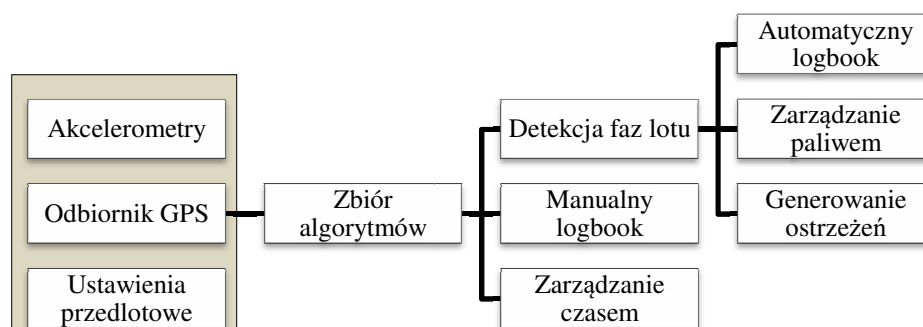 Akcelerometry
Odbiornik GPS
Ustawienia
przedlotowe
Zbiór
algorytmów
Detekcja faz lotu
Manualny
logbook
Zarządzanie
czasem
Automatyczny
logbook
Zarządzanie
paliwem
Generowanie
ostrzeżeń